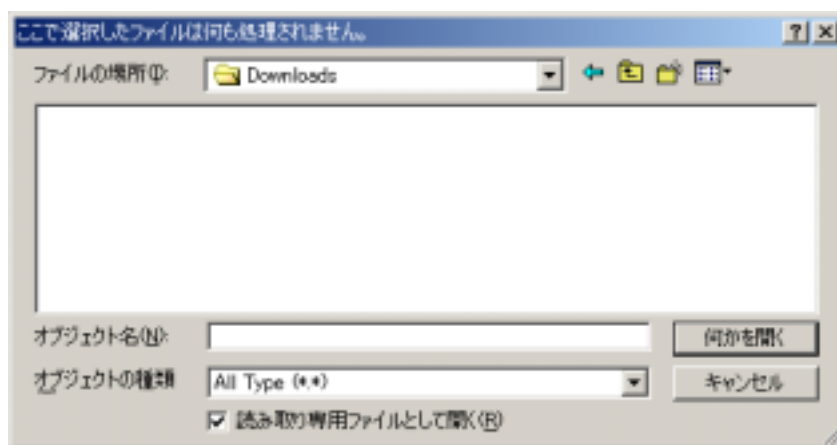 ここで選択したファイルは何も処理されません。
ファイルの場所(I):
Downloads
オブジェクト名(N):
何かを開く
オブジェクトの種類
All Type (*.*)
キャンセル
読み取り専用ファイルとして開く(R)